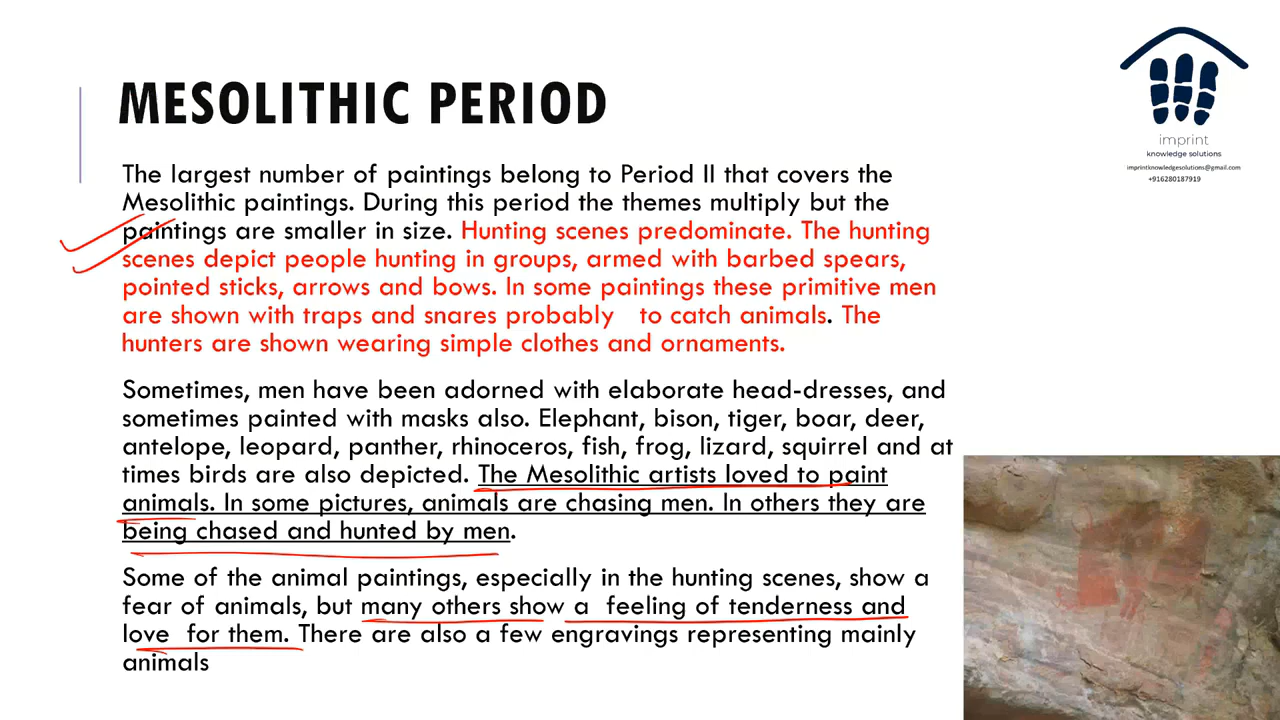 MESOLITHIC PERIOD
imprint
knowledge solutions
imprintknowledgesolutions@gmail.com
+916280187919
The largest number of paintings belong to Period II that covers the
Mesolithic paintings. During this period the themes multiply but the
paintings are smaller in size. Hunting scenes predominate. The hunting
scenes depict people hunting in groups, armed with barbed spears,
pointed sticks, arrows and bows. In some paintings these primitive men
are shown with traps and snares probably to catch animals. The
hunters are shown wearing simple clothes and ornaments.
Sometimes, men have been adorned with elaborate head-dresses, and
sometimes painted with masks also. Elephant, bison, tiger, boar, deer,
antelope, leopard, panther, rhinoceros, fish, frog, lizard, squirrel and at
times birds are also depicted. The Mesolithic artists loved to paint
animals. In some pictures, animals are chasing men. In others they are
being chased and hunted by men.
Some of the animal paintings, especially in the hunting scenes, show a
fear of animals, but many others show a feeling of tenderness and
love for them. There are also a few engravings representing mainly
animals